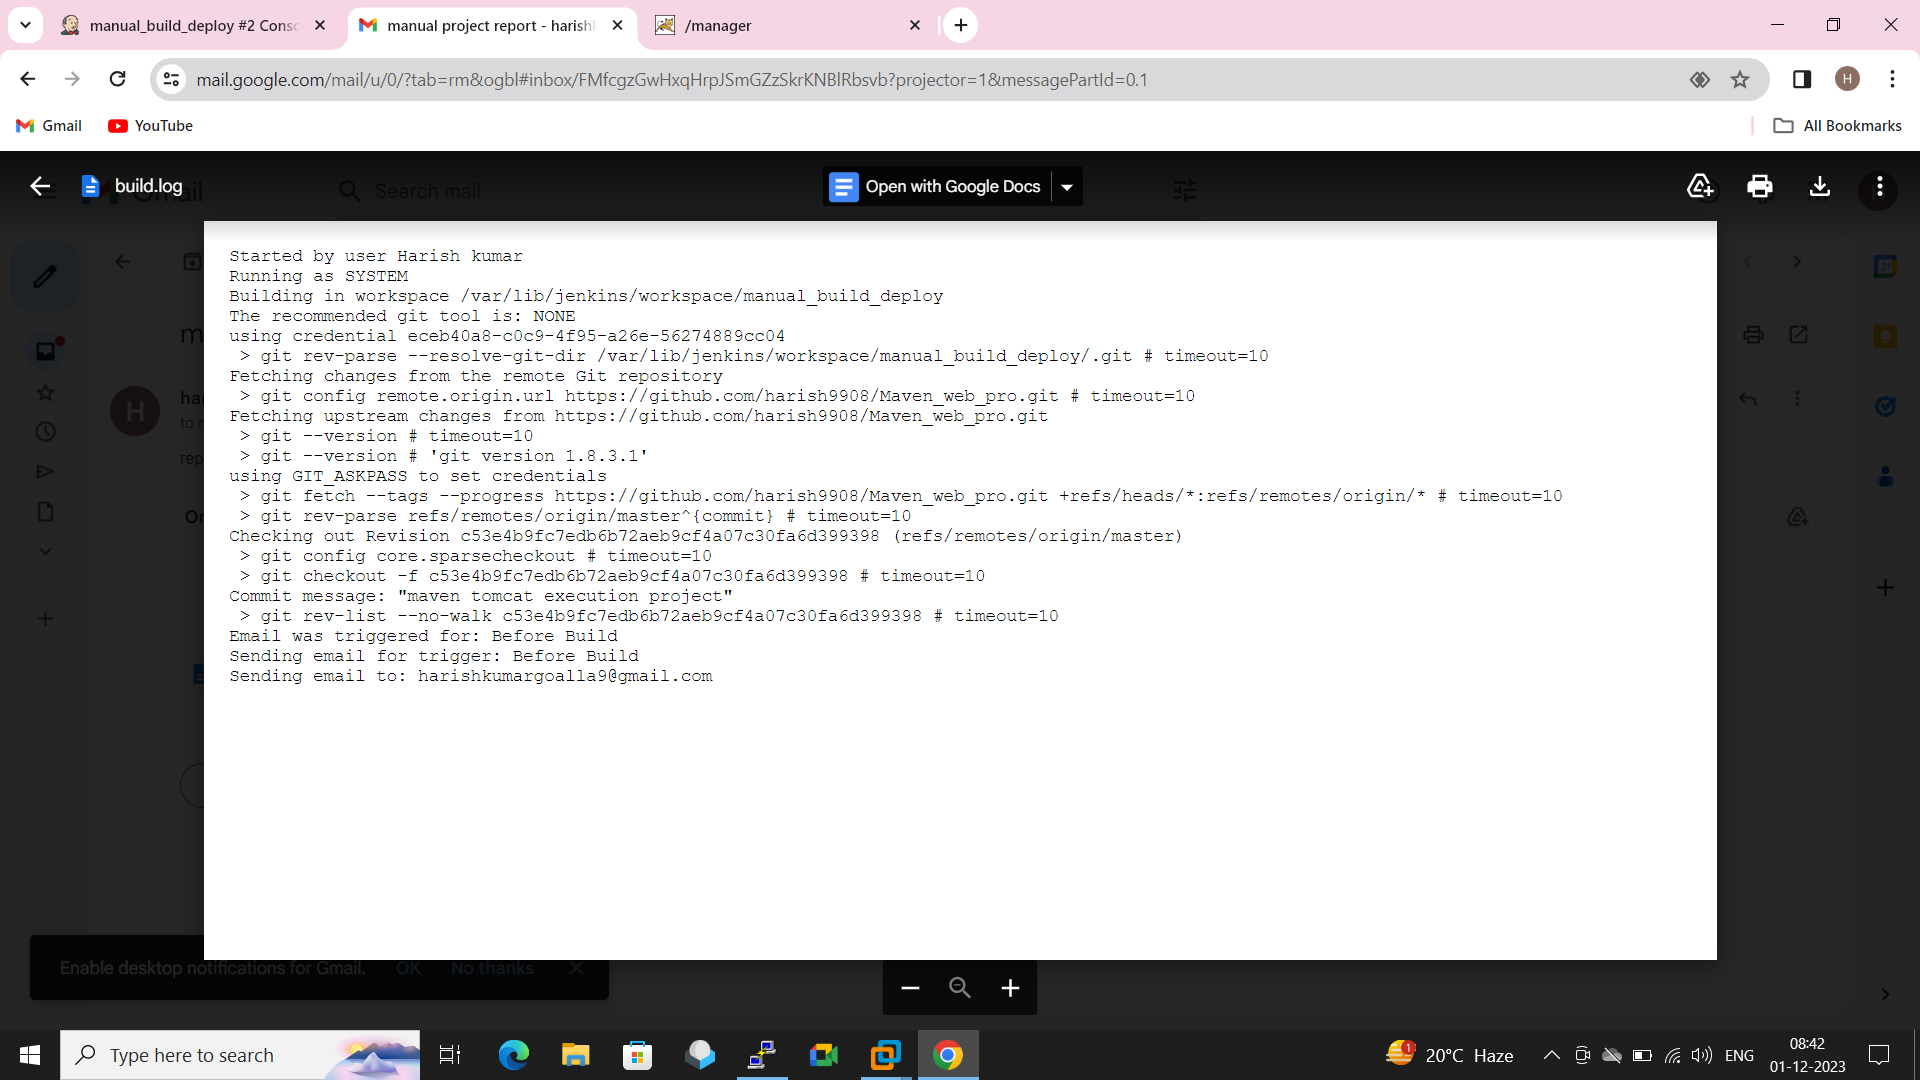 manual_build_deploy #2 Conso
manual project report - harishk
/manager
mail.google.com/mail/u/0/?tab=rm&ogbl#inbox/FMfcgzGwHxqHrpJSmGZzSkrKNBlRbsvb?projector=1&messagePartId=0.1
H
Gmail
YouTube
All Bookmarks
build.log
Gmail
Search mail
Open with Google Docs
Started by user Harish kumar
Running as SYSTEM
Building in workspace /var/lib/jenkins/workspace/manual_build_deploy
The recommended git tool is: NONE
using credential eceb40a8-c0c9-4f95-a26e-56274889cc04
> git rev-parse --resolve-git-dir /var/lib/jenkins/workspace/manual_build_deploy/.git # timeout=10
Fetching changes from the remote Git repository
> git config remote.origin.url https://github.com/harish9908/Maven_web_pro.git # timeout=10
Fetching upstream changes from https://github.com/harish9908/Maven_web_pro.git
> git --version # timeout=10
> git --version # 'git version 1.8.3.1'
using GIT_ASKPASS to set credentials
> git fetch --tags --progress https://github.com/harish9908/Maven_web_pro.git +refs/heads/*:refs/remotes/origin/* # timeout=10
> git rev-parse refs/remotes/origin/master^{commit} # timeout=10
Checking out Revision c53e4b9fc7edb6b72aeb9cf4a07c30fa6d399398 (refs/remotes/origin/master)
> git config core.sparsecheckout # timeout=10
> git checkout -f c53e4b9fc7edb6b72aeb9cf4a07c30fa6d399398 # timeout=10
Commit message: "maven tomcat execution project"
> git rev-list --no-walk c53e4b9fc7edb6b72aeb9cf4a07c30fa6d399398 # timeout=10
Email was triggered for: Before Build
Sending email for trigger: Before Build
Sending email to: harishkumargoalla9@gmail.com
H
ha
to
rep
Or
31
Enable desktop notifications for Gmail. OK No thanks
Type here to search
1
20°C Haze
ENG
08:42
01-12-2023